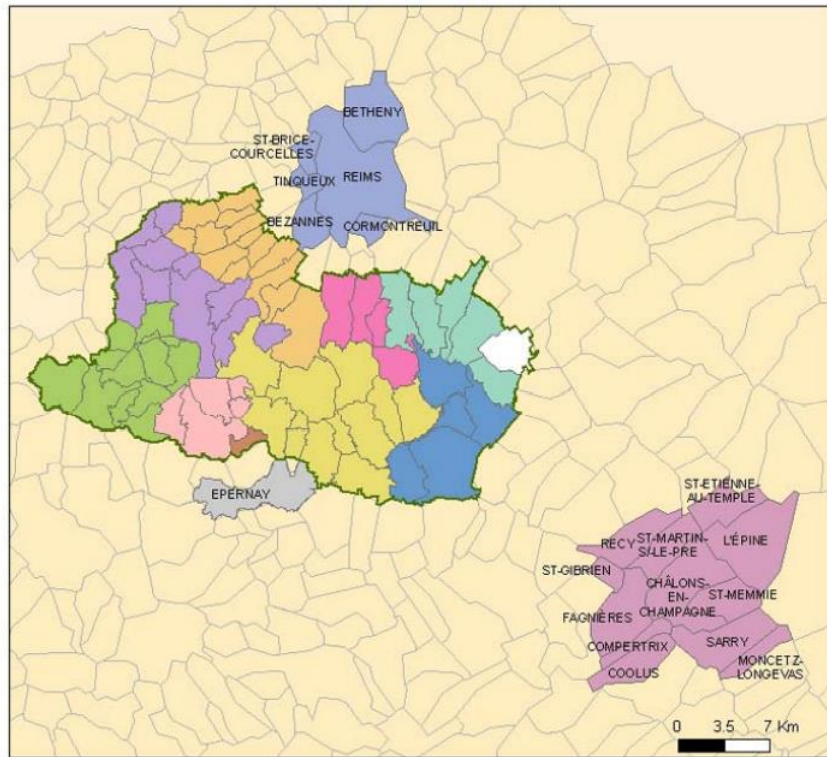 BETHENY
ST-BRICE-
COURCELLES
TINQUEUX
REIMS
BEZANNES
CORMONTREUIL
EPERNAY
ST-ETIENNE-
AU-TEMPLE
RECY
ST-MARTIN-
S/-LE-PRE
L'ÉPINE
ST-GIBRIEN
CHÂLONS-
EN-
CHAMPAGNE
ST-MEMMIE
FAGNIÈRES
COMPERTRIX
SARRY
COOLUS
MONCETZ-
LONGEVAS
0 3.5 7 Km